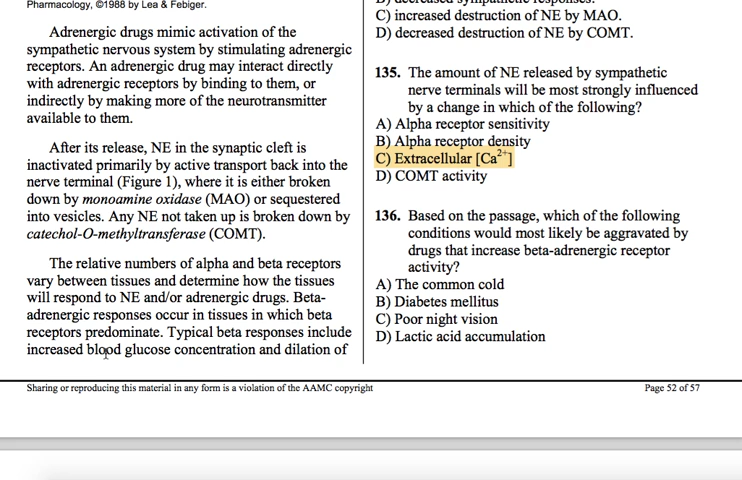 Pharmacology, ©1988 by Lea & Febiger.
Adrenergic drugs mimic activation of the
sympathetic nervous system by stimulating adrenergic
receptors. An adrenergic drug may interact directly
with adrenergic receptors by binding to them, or
indirectly by making more of the neurotransmitter
available to them.
After its release, NE in the synaptic cleft is
inactivated primarily by active transport back into the
nerve terminal (Figure 1), where it is either broken
down by monoamine oxidase (MAO) or sequestered
into vesicles. Any NE not taken up is broken down by
catechol-O-methyltransferase (COMT).
The relative numbers of alpha and beta receptors
vary between tissues and determine how the tissues
will respond to NE and/or adrenergic drugs. Beta-
adrenergic responses occur in tissues in which beta
receptors predominate. Typical beta responses include
increased blood glucose concentration and dilation of
C) increased destruction of NE by MAO.
D) decreased destruction of NE by COMT.
135. The amount of NE released by sympathetic
nerve terminals will be most strongly influenced
by a change in which of the following?
A) Alpha receptor sensitivity
B) Alpha receptor density
C) Extracellular [Ca²⁺]
D) COMT activity
136. Based on the passage, which of the following
conditions would most likely be aggravated by
drugs that increase beta-adrenergic receptor
activity?
A) The common cold
B) Diabetes mellitus
C) Poor night vision
D) Lactic acid accumulation
Sharing or reproducing this material in any form is a violation of the AAMC copyright
Page 52 of 57